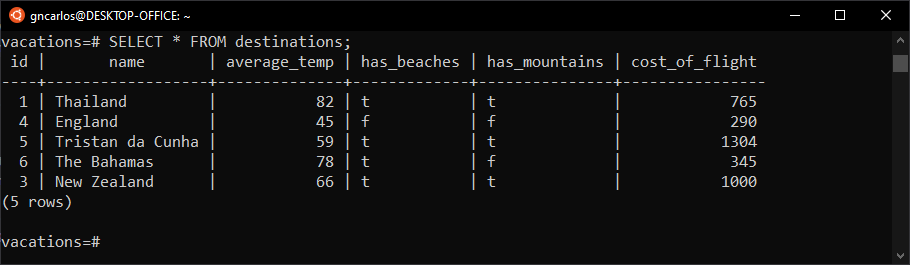 gncarlos@DESKTOP-OFFICE: ~
vacations=# SELECT * FROM destinations;
 id |       name       | average_temp | has_beaches | has_mountains | cost_of_flight
----+------------------+--------------+-------------+---------------+----------------
  1 | Thailand         |           82 | t           | t             |            765
  4 | England          |           45 | f           | f             |            290
  5 | Tristan da Cunha |           59 | t           | t             |           1304
  6 | The Bahamas      |           78 | t           | f             |            345
  3 | New Zealand      |           66 | t           | t             |           1000
(5 rows)
vacations=#